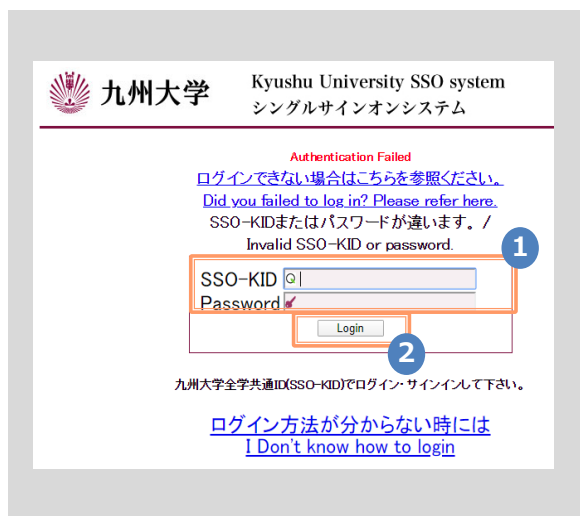 九州大学
Kyushu University SSO system
シングルサインオンシステム
Authentication Failed
ログインできない場合はこちらを参照ください。
Did you failed to log in? Please refer here.
SSO-KIDまたはパスワードが違います。 /
Invalid SSO-KID or password.
1
SSO-KID
Password
Login
2
九州大学全学共通ID(SSO-KID)でログイン・サインインして下さい。
ログイン方法が分からない時には
I Don't know how to login